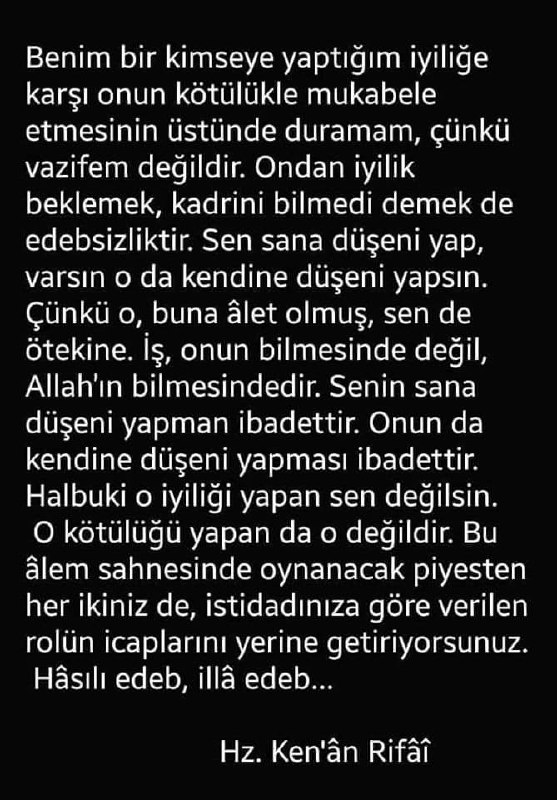 Benim bir kimseye yaptığım iyiliğe
karşı onun kötülükle mukabele
etmesinin üstünde duramam, çünkü
vazifem değildir. Ondan iyilik
beklemek, kadrini bilmedi demek de
edebsizliktir. Sen sana düşeni yap,
varsın o da kendine düşeni yapsın.
Çünkü o, buna âlet olmuş, sen de
ötekine. İş, onun bilmesinde değil,
Allah'ın bilmesindedir. Senin sana
düşeni yapman ibadettir. Onun da
kendine düşeni yapması ibadettir.
Halbuki o iyiliği yapan sen değilsin.
O kötülüğü yapan da o değildir. Bu
âlem sahnesinde oynanacak piyesten
her ikiniz de, istidadınıza göre verilen
rolün icaplarını yerine getiriyorsunuz.
Hâsılı edeb, illâ edeb...
Hz. Ken'ân Rifâî